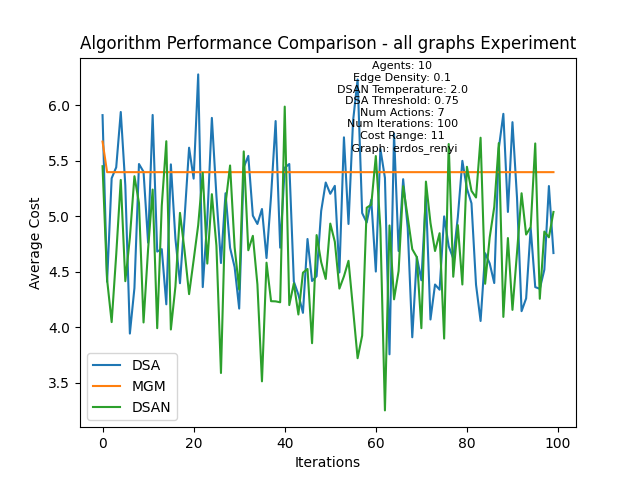 Algorithm Performance Comparison - all graphs Experiment
Agents: 10
Edge Density: 0.1
DSAN Temperature: 2.0
DSA Threshold: 0.75
Num Actions: 7
Num Iterations: 100
Cost Range: 11
Graph: erdos_renyi
6.0
5.5
5.0
4.5
4.0
3.5
Average Cost
DSA
MGM
DSAN
0 20 40 60 80 100
Iterations